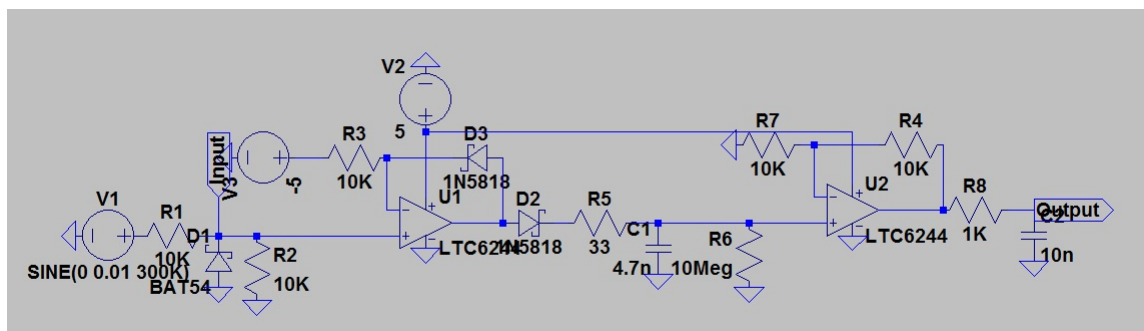 V2
5
R3
10K
D3
1N5818
R7
10K
R4
10K
Input
V3
-5
U1
LTC6244
D2
1N5818
R5
33
U2
LTC6244
R8
1K
Output
V1
SINE(0 0.01 300K)
R1
10K
D1
BAT54
R2
10K
C1
4.7n
R6
10Meg
C2
10n